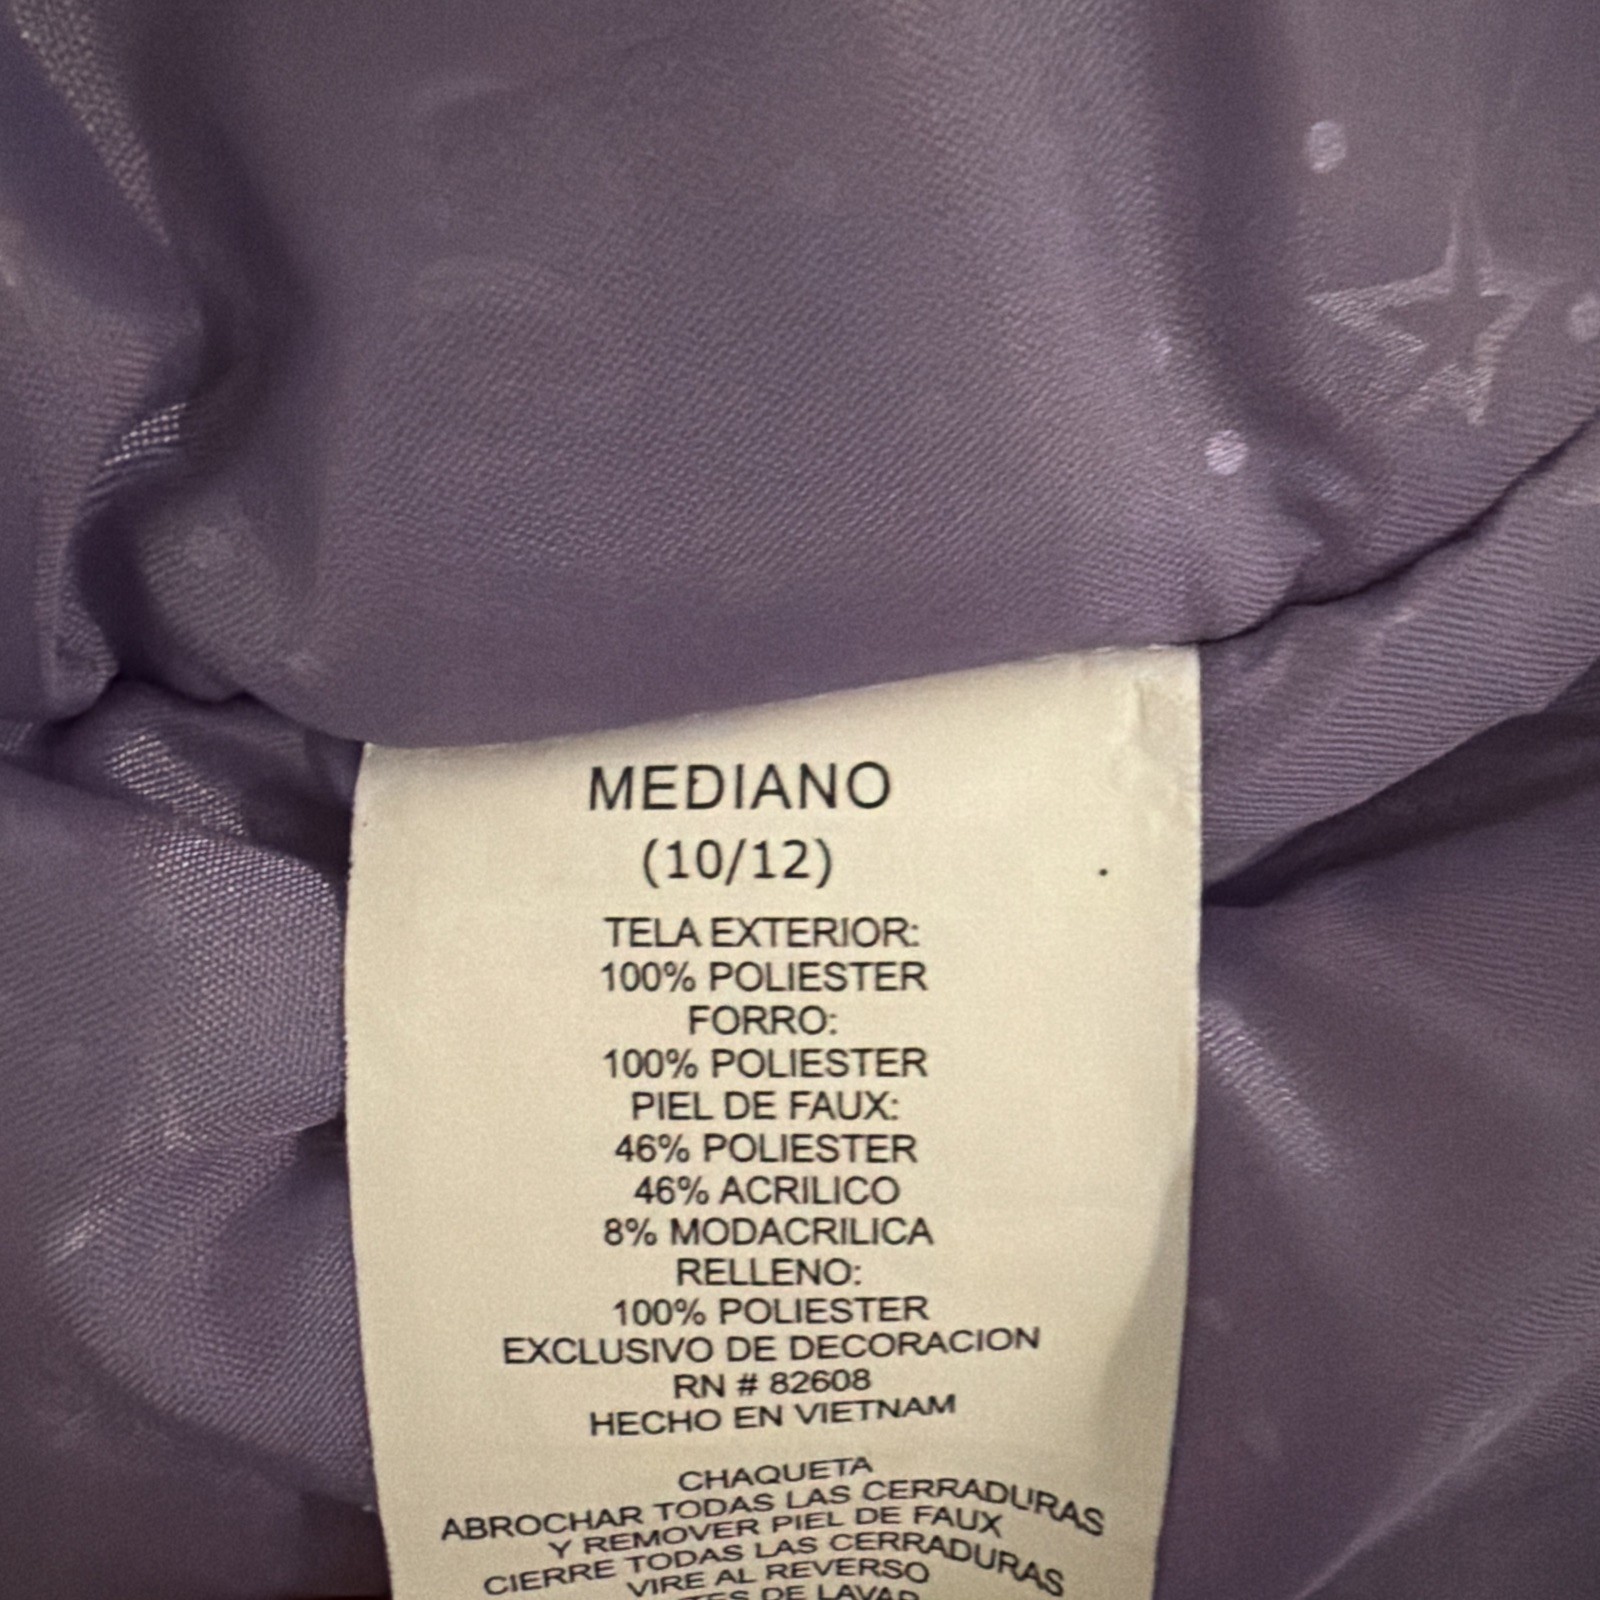 MEDIANO
(10/12)
TELA EXTERIOR:
100% POLIESTER
FORRO:
100% POLIESTER
PIEL DE FAUX:
46% POLIESTER
46% ACRILICO
8% MODACRILICA
RELLENO:
100% POLIESTER
EXCLUSIVO DE DECORACION
RN # 82608
HECHO EN VIETNAM
CHAQUETA
ABROCHAR TODAS LAS CERRADURAS
Y REMOVER PIEL DE FAUX
CIERRE TODAS LAS CERRADURAS
VIRE AL REVERSO
DE LAVAR